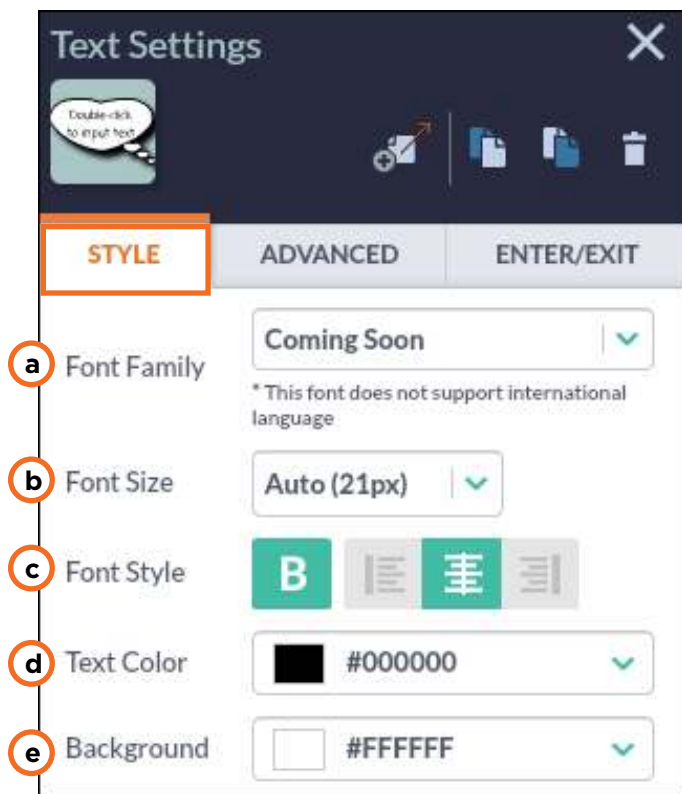 Text Settings
Double-click
to input text
STYLE
ADVANCED
ENTER/EXIT
a
Font Family
Coming Soon
* This font does not support international
language
b
Font Size
Auto (21px)
c
Font Style
B
d
Text Color
#000000
e
Background
#FFFFFF